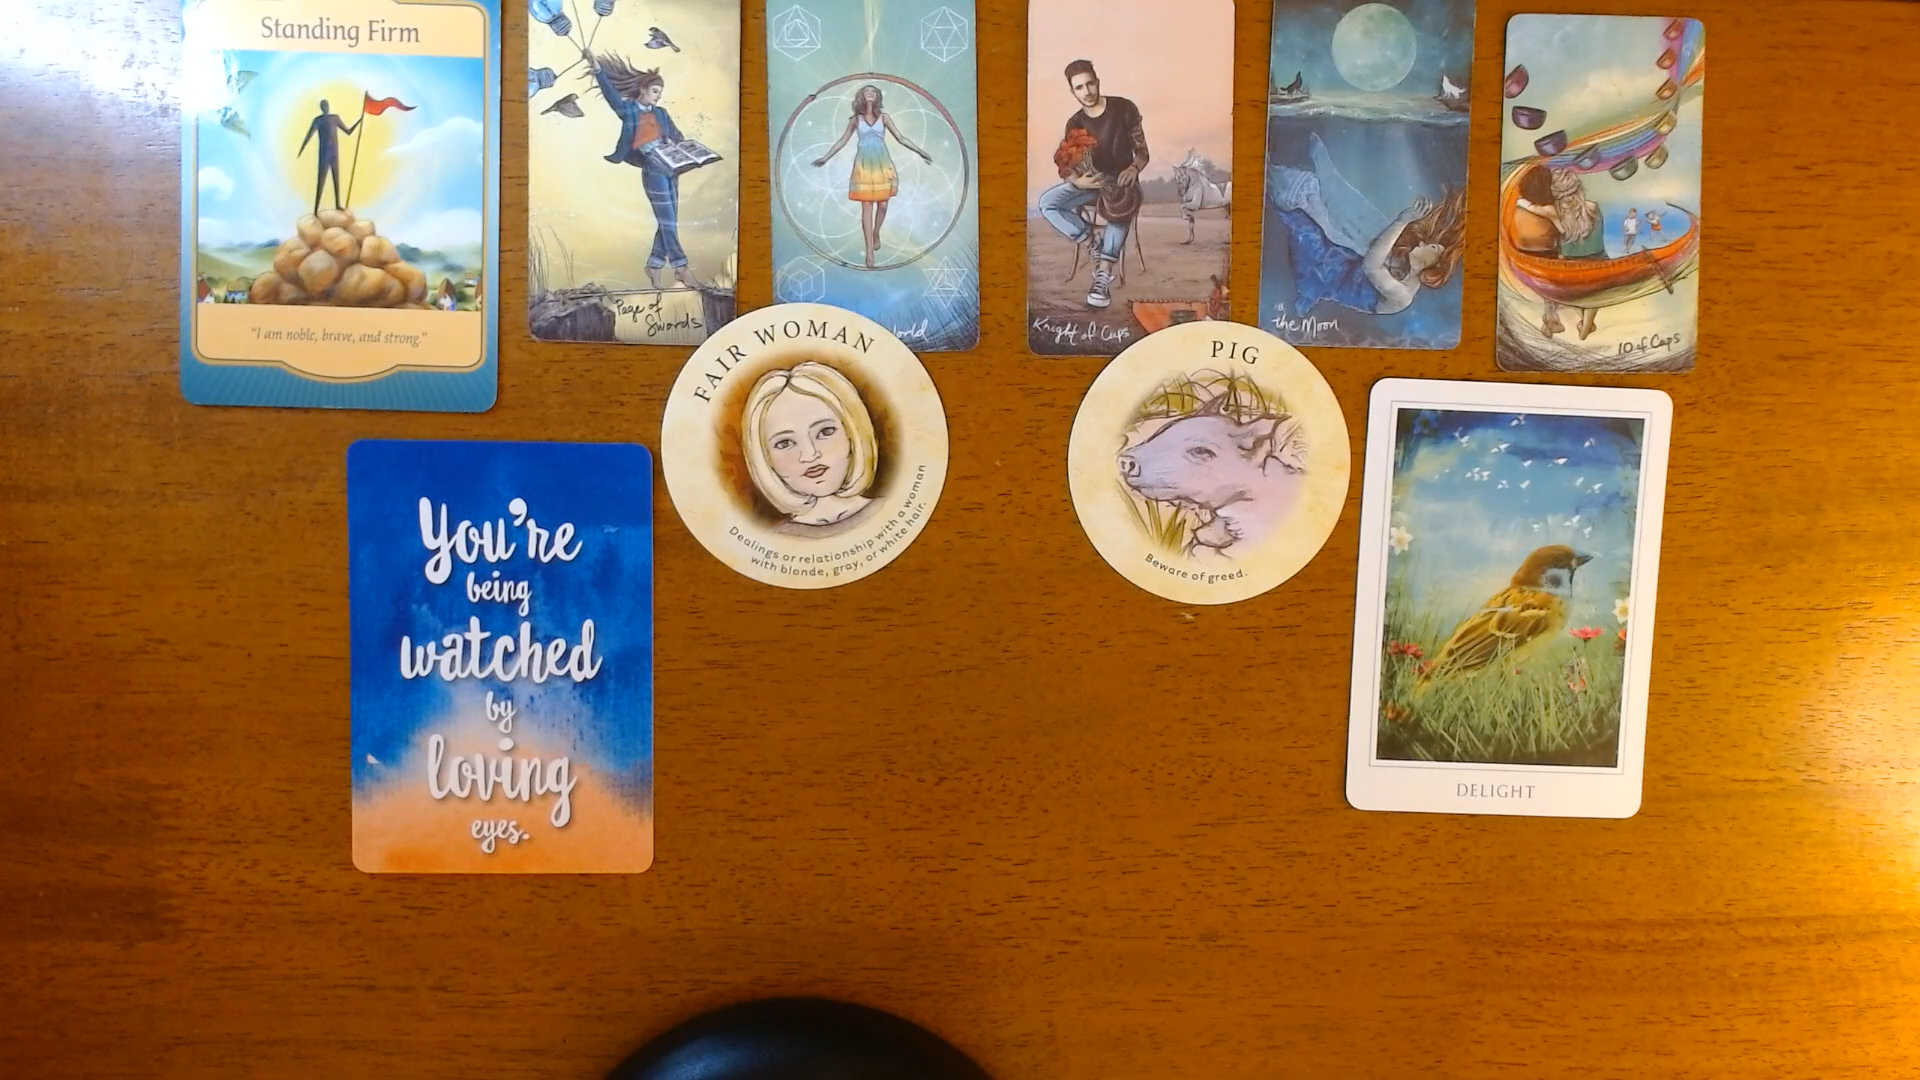 Standing Firm
"I am noble, brave, and strong."
Page of
Swords
World
Knight of Cups
the Moon
10 of Cups
FAIR WOMAN
Dealings or relationship with a woman
with blonde, gray, or white hair.
PIG
Beware of greed.
You're
being
watched
by
loving
eyes.
DELIGHT